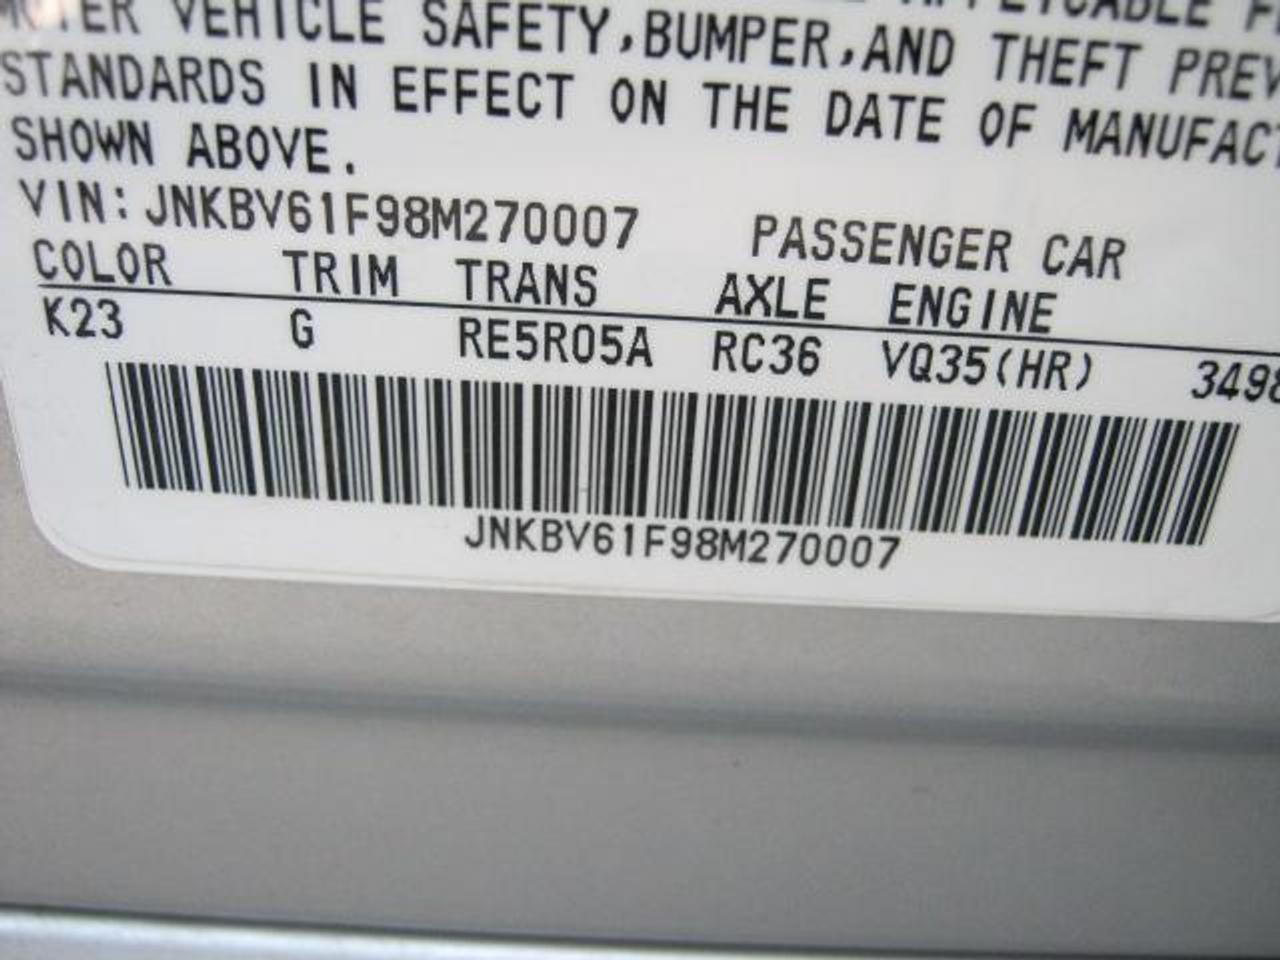 VEHICLE SAFETY,BUMPER,AND THEFT
STANDARDS IN EFFECT ON THE DATE OF
SHOWN ABOVE.
VIN: JNKBV61F98M270007 PASSENGER CAR
COLOR TRIM TRANS AXLE ENGINE
K23 G RE5R05A RC36 VQ35(HR) 3498
JNKBV61F98M270007